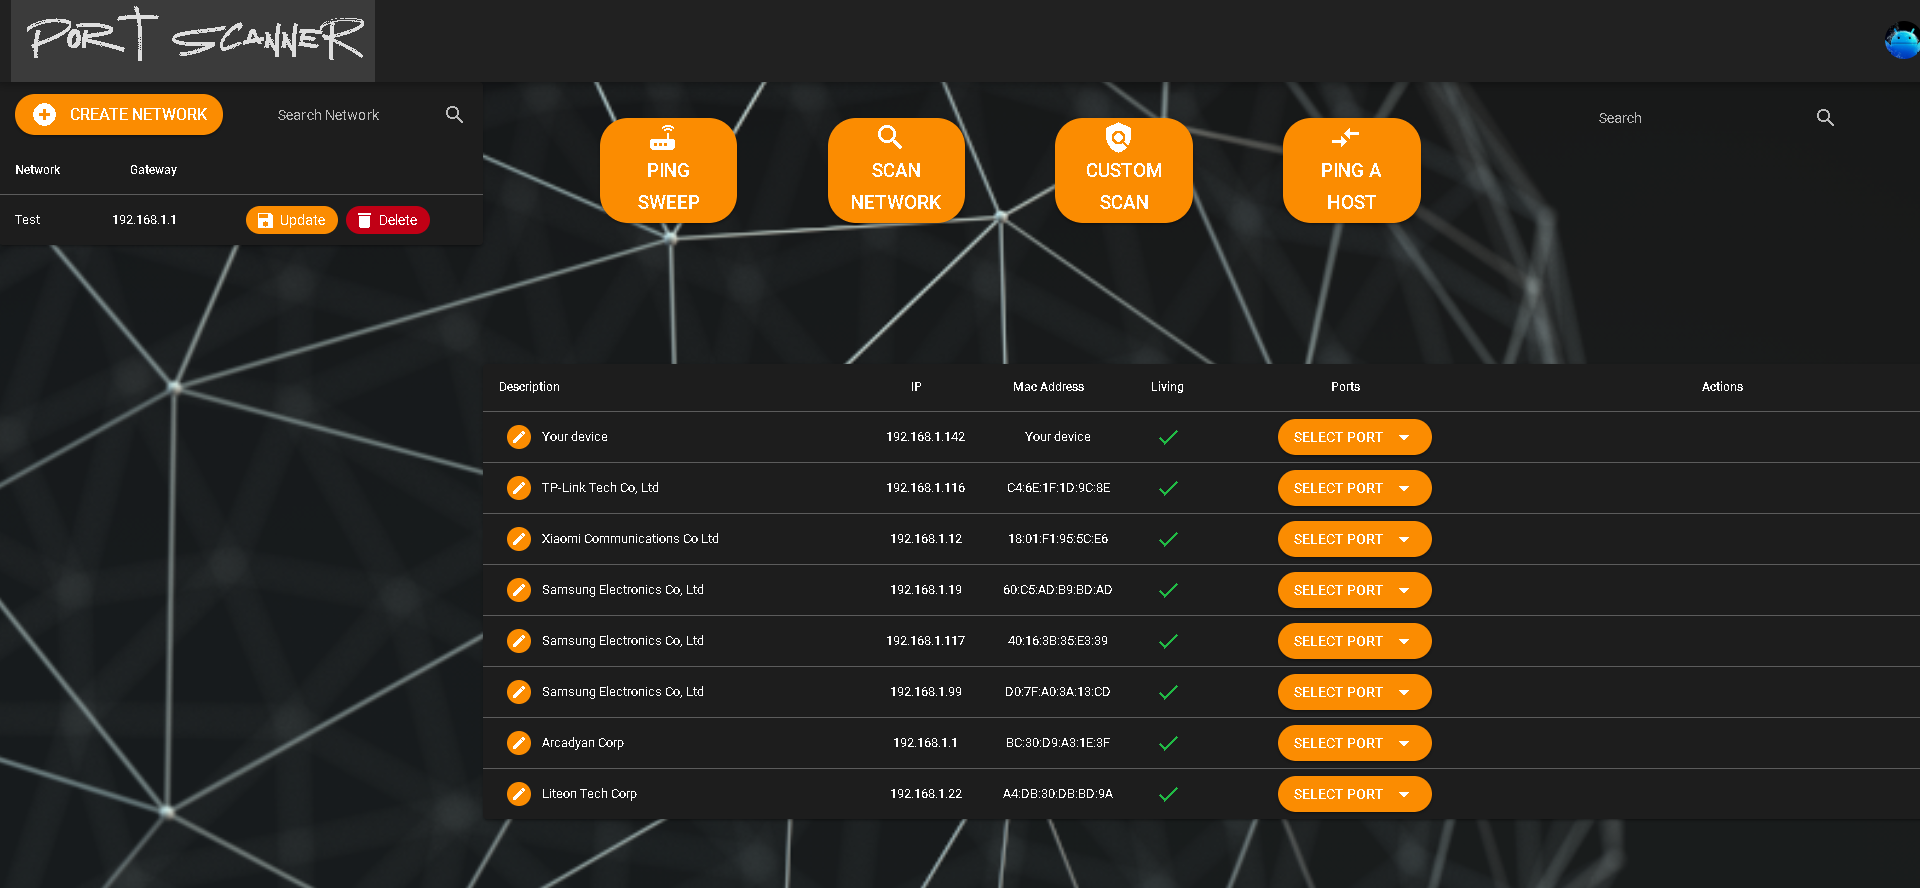 PORT SCANNER
CREATE NETWORK
Search Network
Network Gateway
Test 192.168.1.1 Update Delete
PING SWEEP
SCAN NETWORK
CUSTOM SCAN
PING A HOST
Search
Description IP Mac Address Living Ports Actions
Your device 192.168.1.142 Your device SELECT PORT
TP-Link Tech Co, Ltd 192.168.1.116 C4:6E:1F:1D:9C:8E SELECT PORT
Xiaomi Communications Co Ltd 192.168.1.12 18:01:F1:95:5C:E6 SELECT PORT
Samsung Electronics Co, Ltd 192.168.1.19 60:C5:AD:B9:BD:AD SELECT PORT
Samsung Electronics Co, Ltd 192.168.1.117 40:16:3B:35:E3:39 SELECT PORT
Samsung Electronics Co, Ltd 192.168.1.99 D0:7F:A0:3A:13:CD SELECT PORT
Arcadyan Corp 192.168.1.1 BC:30:D9:A3:1E:3F SELECT PORT
Liteon Tech Corp 192.168.1.22 A4:DB:30:DB:BD:9A SELECT PORT